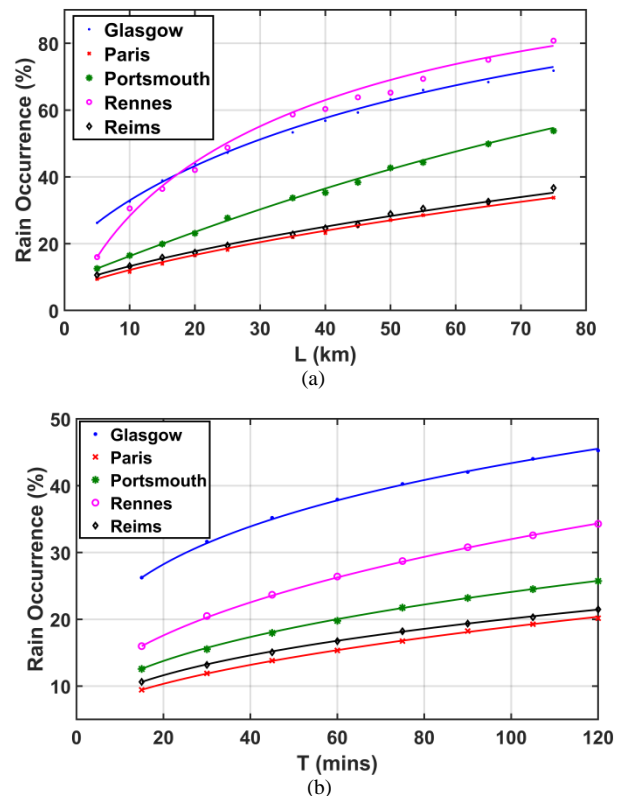 80
60
40
20
0
Rain Occurrence (%)
Glasgow
Paris
Portsmouth
Rennes
Reims
0 10 20 30 40 50 60 70 80
L (km)
(a)
50
40
30
20
10
Rain Occurrence (%)
Glasgow
Paris
Portsmouth
Rennes
Reims
20 40 60 80 100 120
T (mins)
(b)